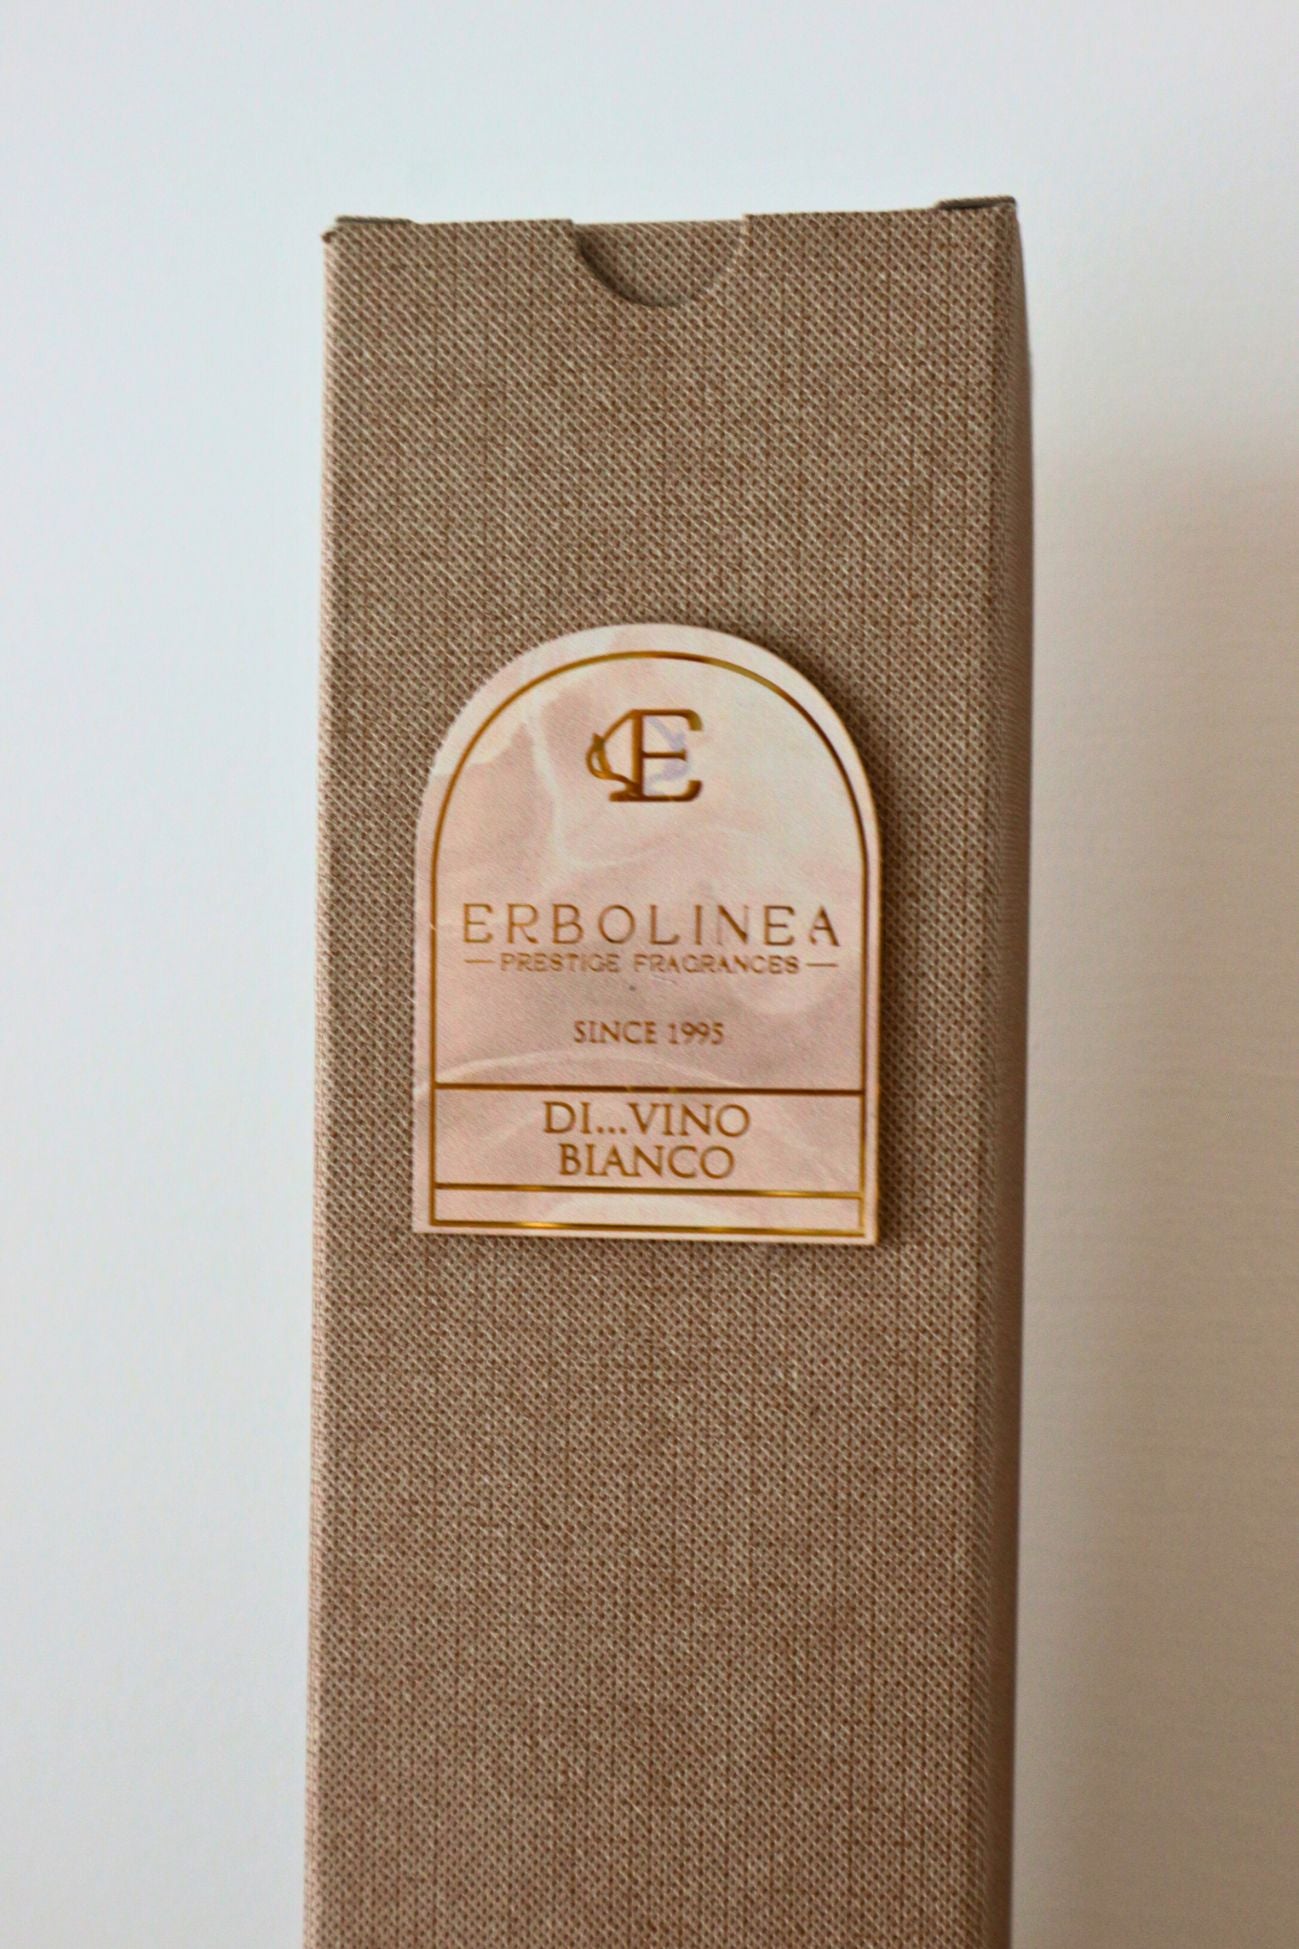 E
ERBOLINEA
PRESTIGE FRAGRANCES
SINCE 1995
DI...VINO
BIANCO